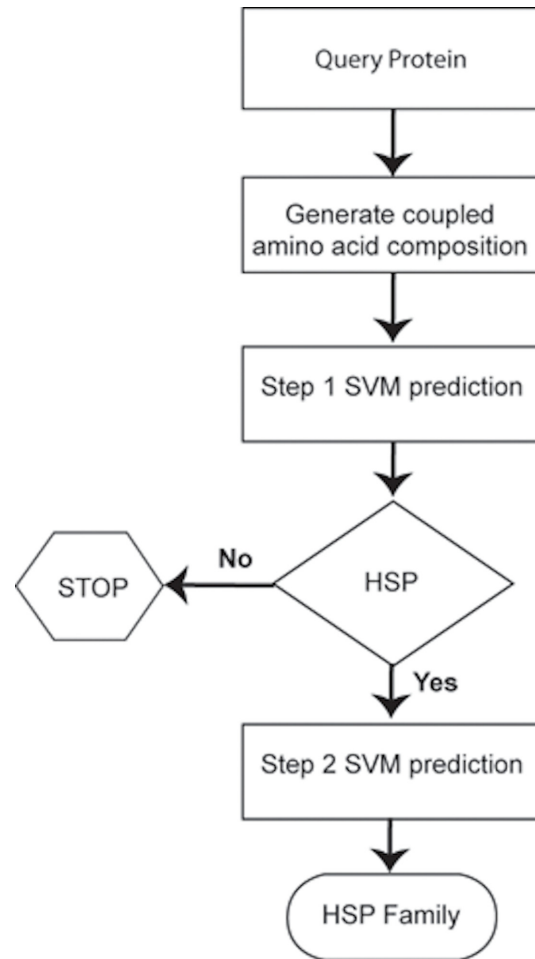 Query Protein
Generate coupled
amino acid composition
Step 1 SVM prediction
HSP
No
STOP
Yes
Step 2 SVM prediction
HSP Family